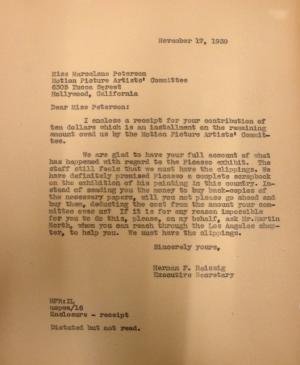 November 17, 1939
Miss Marcelene Peterson
Motion Picture Artists' Committee
6305 Yucca Street
Hollywood, California
Dear Miss Peterson:
I enclose a receipt for your contribution of
ten dollars which is an installment on the remaining
amount owed us by the Motion Picture Artists' Commit-
tee.
We are glad to have your full account of what
has happened with regard to the Picasso exhibit. The
staff still feels that we must have the clippings. We
have definitely promised Picasso a complete scrapbook
on the exhibition of his painting in this country. In-
stead of sending you the money to buy back-copies of
the necessary papers, will you not please go ahead and
buy them, deducting the cost from the amount your com-
mittee owes us? If it is for any reason impossible
for you to do this, please, on my behalf, ask Mr. Martin
North, whom you can reach through the Los Angeles chap-
ter, to help you. We must have the clippings.
Sincerely yours,
Herman F. Reissig
Executive Secretary
HFR:IL
uopwa/16
Enclosure - receipt
Dictated but not read.